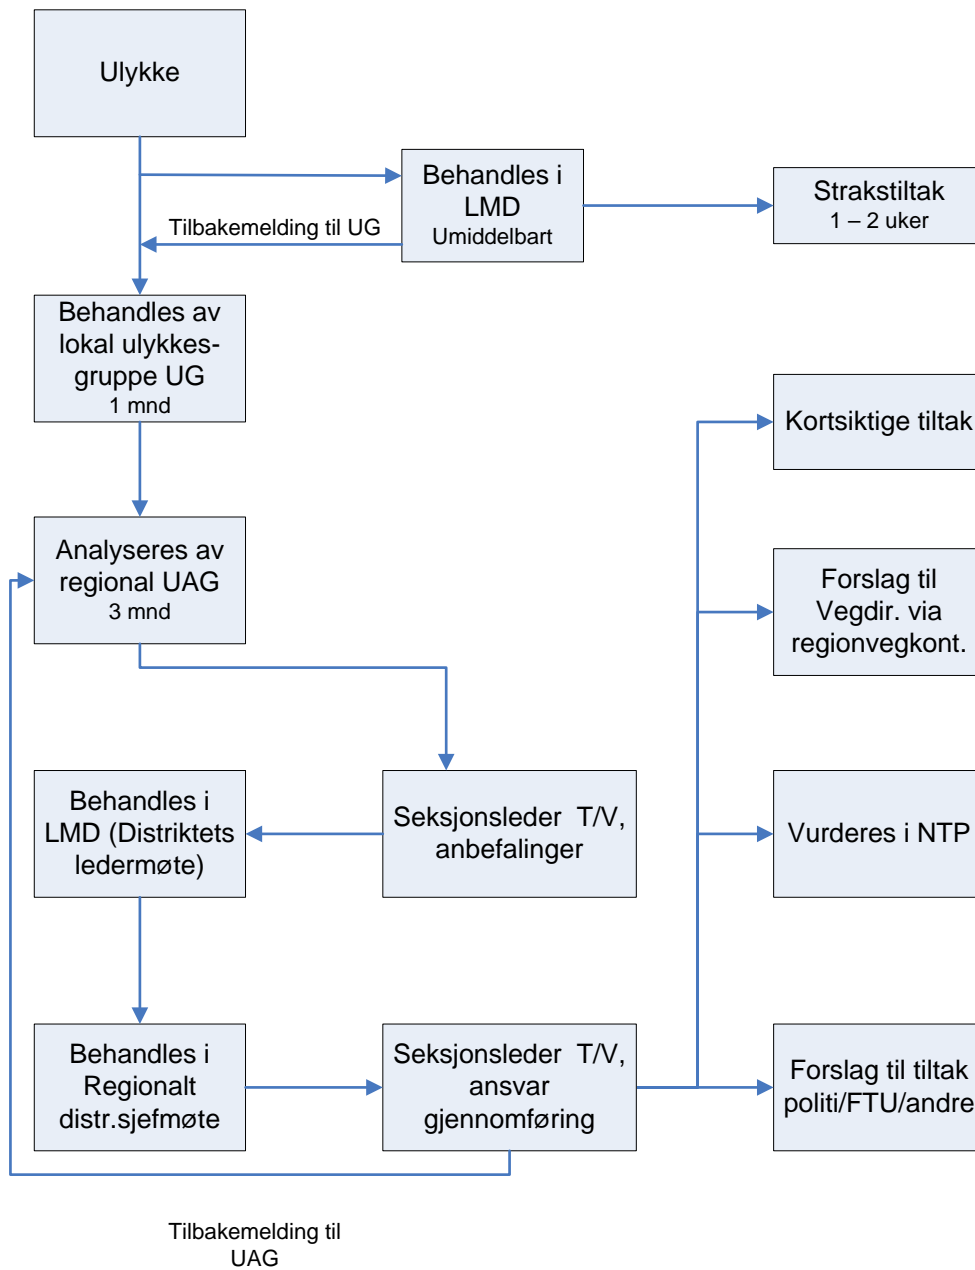 Ulykke
Behandles i
LMD
Umiddelbart
Strakstiltak
1 – 2 uker
Tilbakemelding til UG
Behandles av
lokal ulykkes-
gruppe UG
1 mnd
Kortsiktige tiltak
Analyseres av
regional UAG
3 mnd
Forslag til
Vegdir. via
regionvegkont.
Behandles i
LMD (Distriktets
ledermøte)
Seksjonsleder T/V,
anbefalinger
Vurderes i NTP
Behandles i
Regionalt
distr.sjefmøte
Seksjonsleder T/V,
ansvar
gjennomføring
Forslag til tiltak
politi/FTU/andre
Tilbakemelding til
UAG